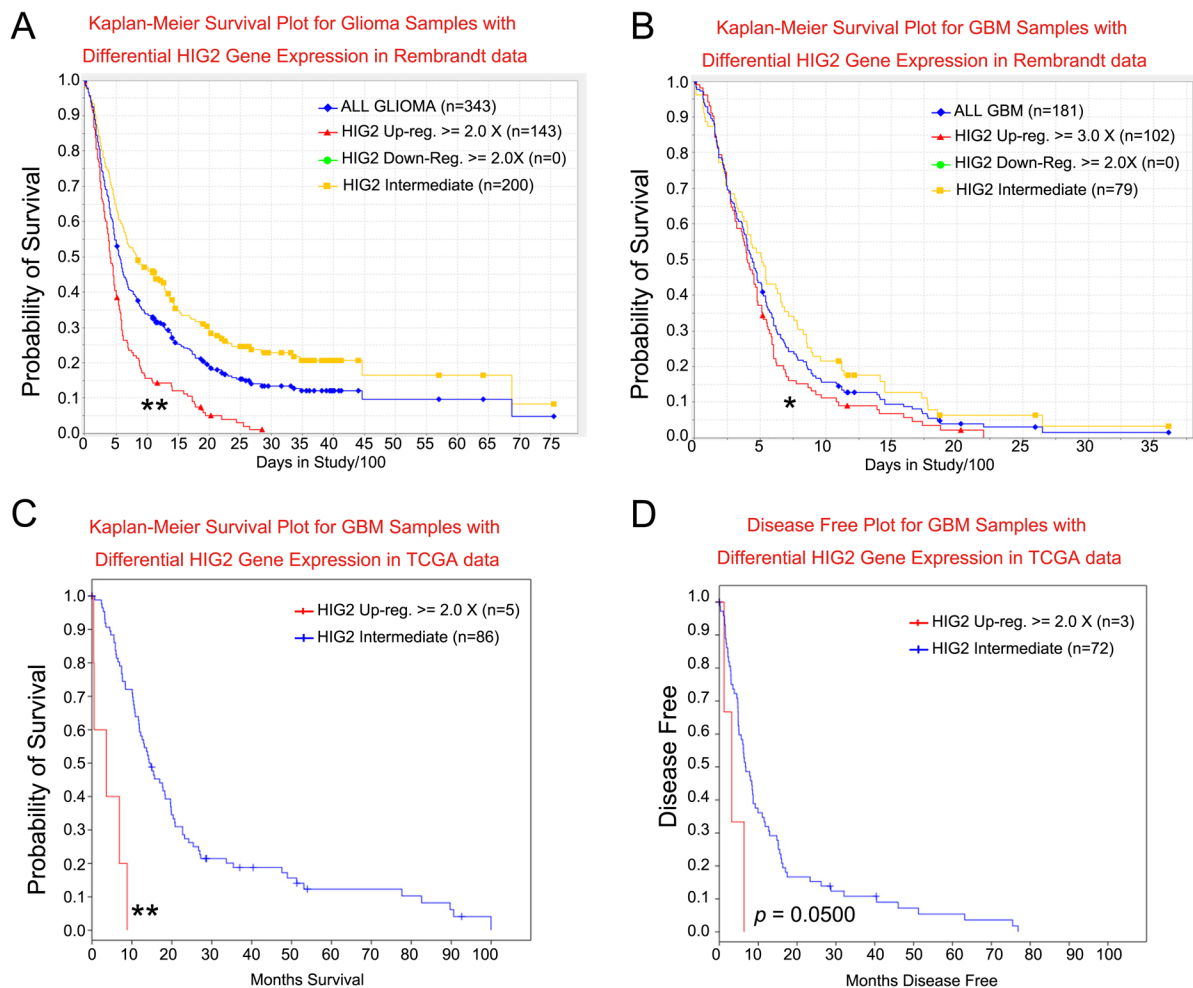 A
Kaplan-Meier Survival Plot for Glioma Samples with
Differential HIG2 Gene Expression in Rembrandt data
1.0
0.9
0.8
0.7
0.6
0.5
0.4
0.3
0.2
0.1
0.0
Probability of Survival
ALL GLIOMA (n=343)
HIG2 Up-reg. >= 2.0 X (n=143)
HIG2 Down-Reg. >= 2.0X (n=0)
HIG2 Intermediate (n=200)
**
0 5 10 15 20 25 30 35 40 45 50 55 60 65 70 75
Days in Study/100
B
Kaplan-Meier Survival Plot for GBM Samples with
Differential HIG2 Gene Expression in Rembrandt data
1.0
0.9
0.8
0.7
0.6
0.5
0.4
0.3
0.2
0.1
0.0
Probability of Survival
ALL GBM (n=181)
HIG2 Up-reg. >= 3.0 X (n=102)
HIG2 Down-Reg. >= 2.0X (n=0)
HIG2 Intermediate (n=79)
*
0 5 10 15 20 25 30 35
Days in Study/100
C
Kaplan-Meier Survival Plot for GBM Samples with
Differential HIG2 Gene Expression in TCGA data
1.0
0.9
0.8
0.7
0.6
0.5
0.4
0.3
0.2
0.1
0.0
Probability of Survival
HIG2 Up-reg. >= 2.0 X (n=5)
HIG2 Intermediate (n=86)
**
0 10 20 30 40 50 60 70 80 90 100
Months Survival
D
Disease Free Plot for GBM Samples with
Differential HIG2 Gene Expression in TCGA data
1.0
0.9
0.8
0.7
0.6
0.5
0.4
0.3
0.2
0.1
0.0
Disease Free
HIG2 Up-reg. >= 2.0 X (n=3)
HIG2 Intermediate (n=72)
p = 0.0500
0 10 20 30 40 50 60 70 80 90 100
Months Disease Free